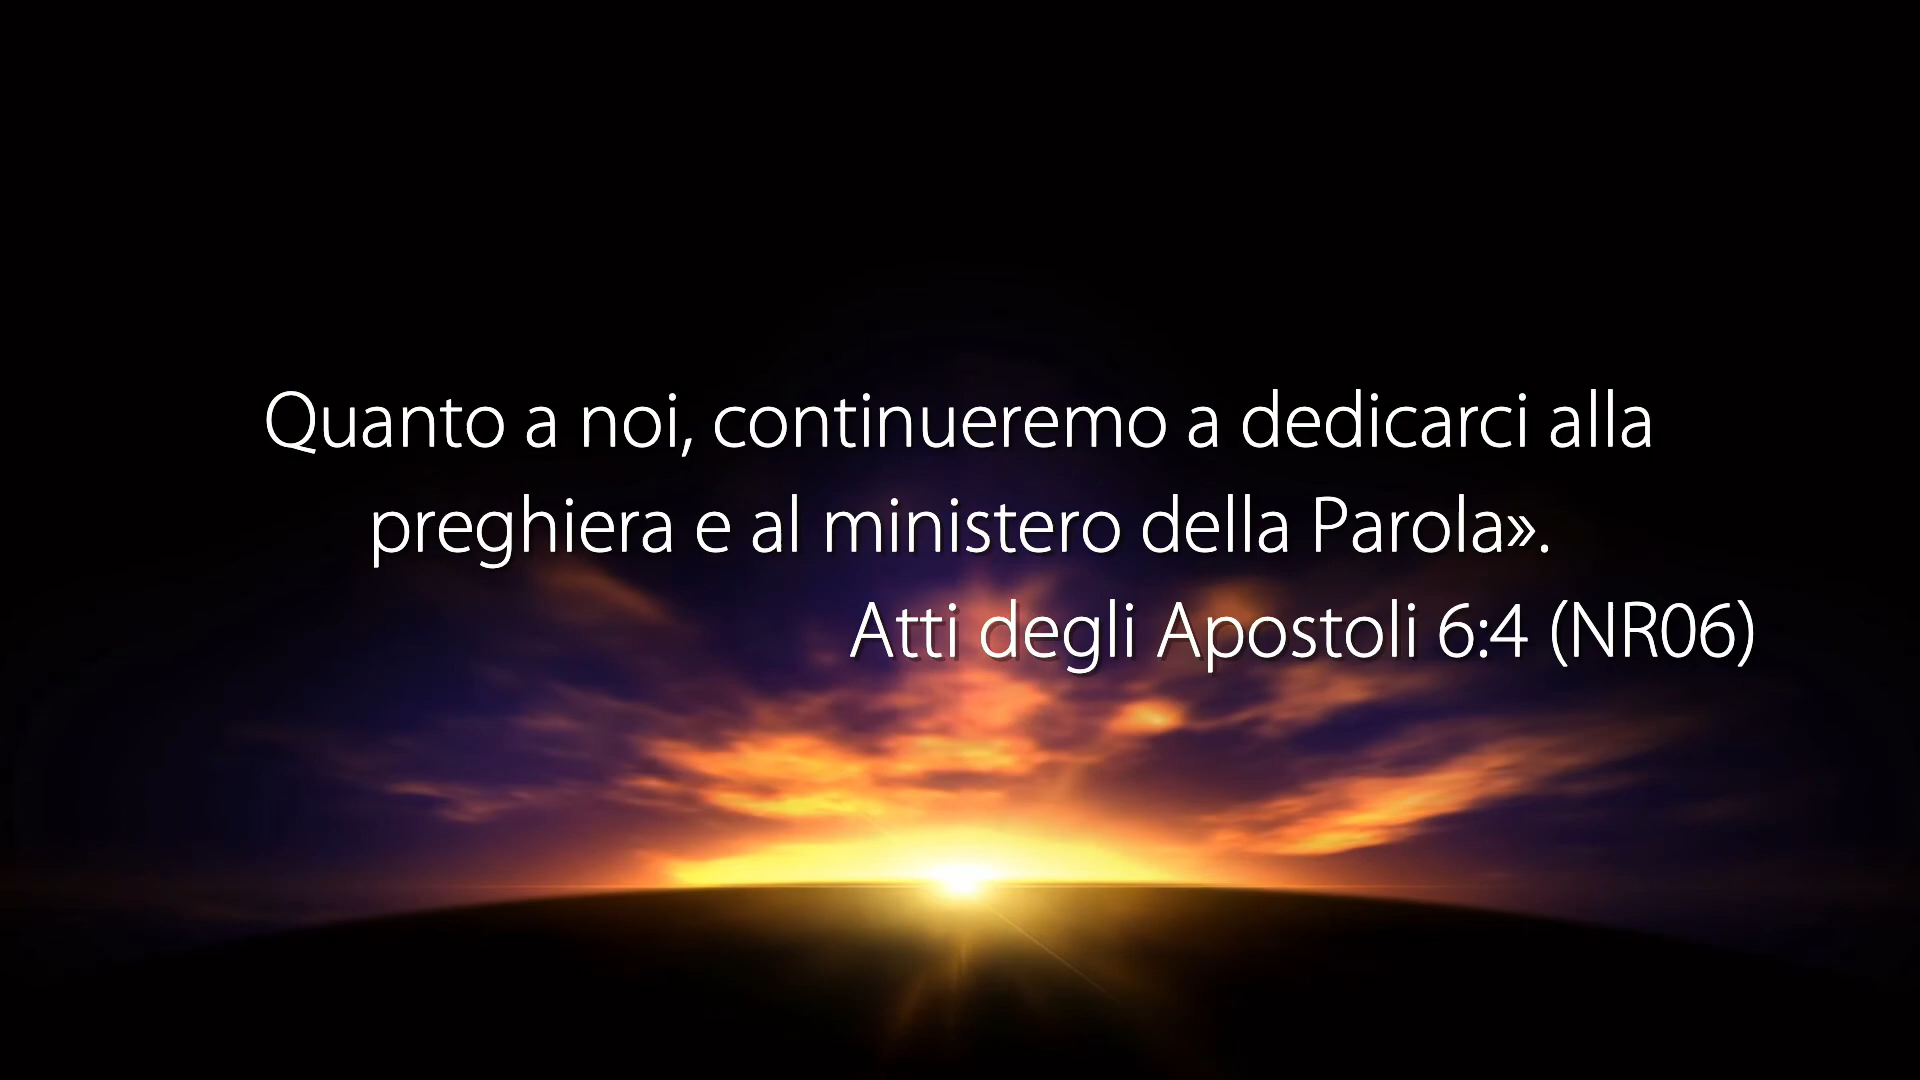 Quanto a noi, continueremo a dedicarci alla
preghiera e al ministero della Parola».
Atti degli Apostoli 6:4 (NR06)